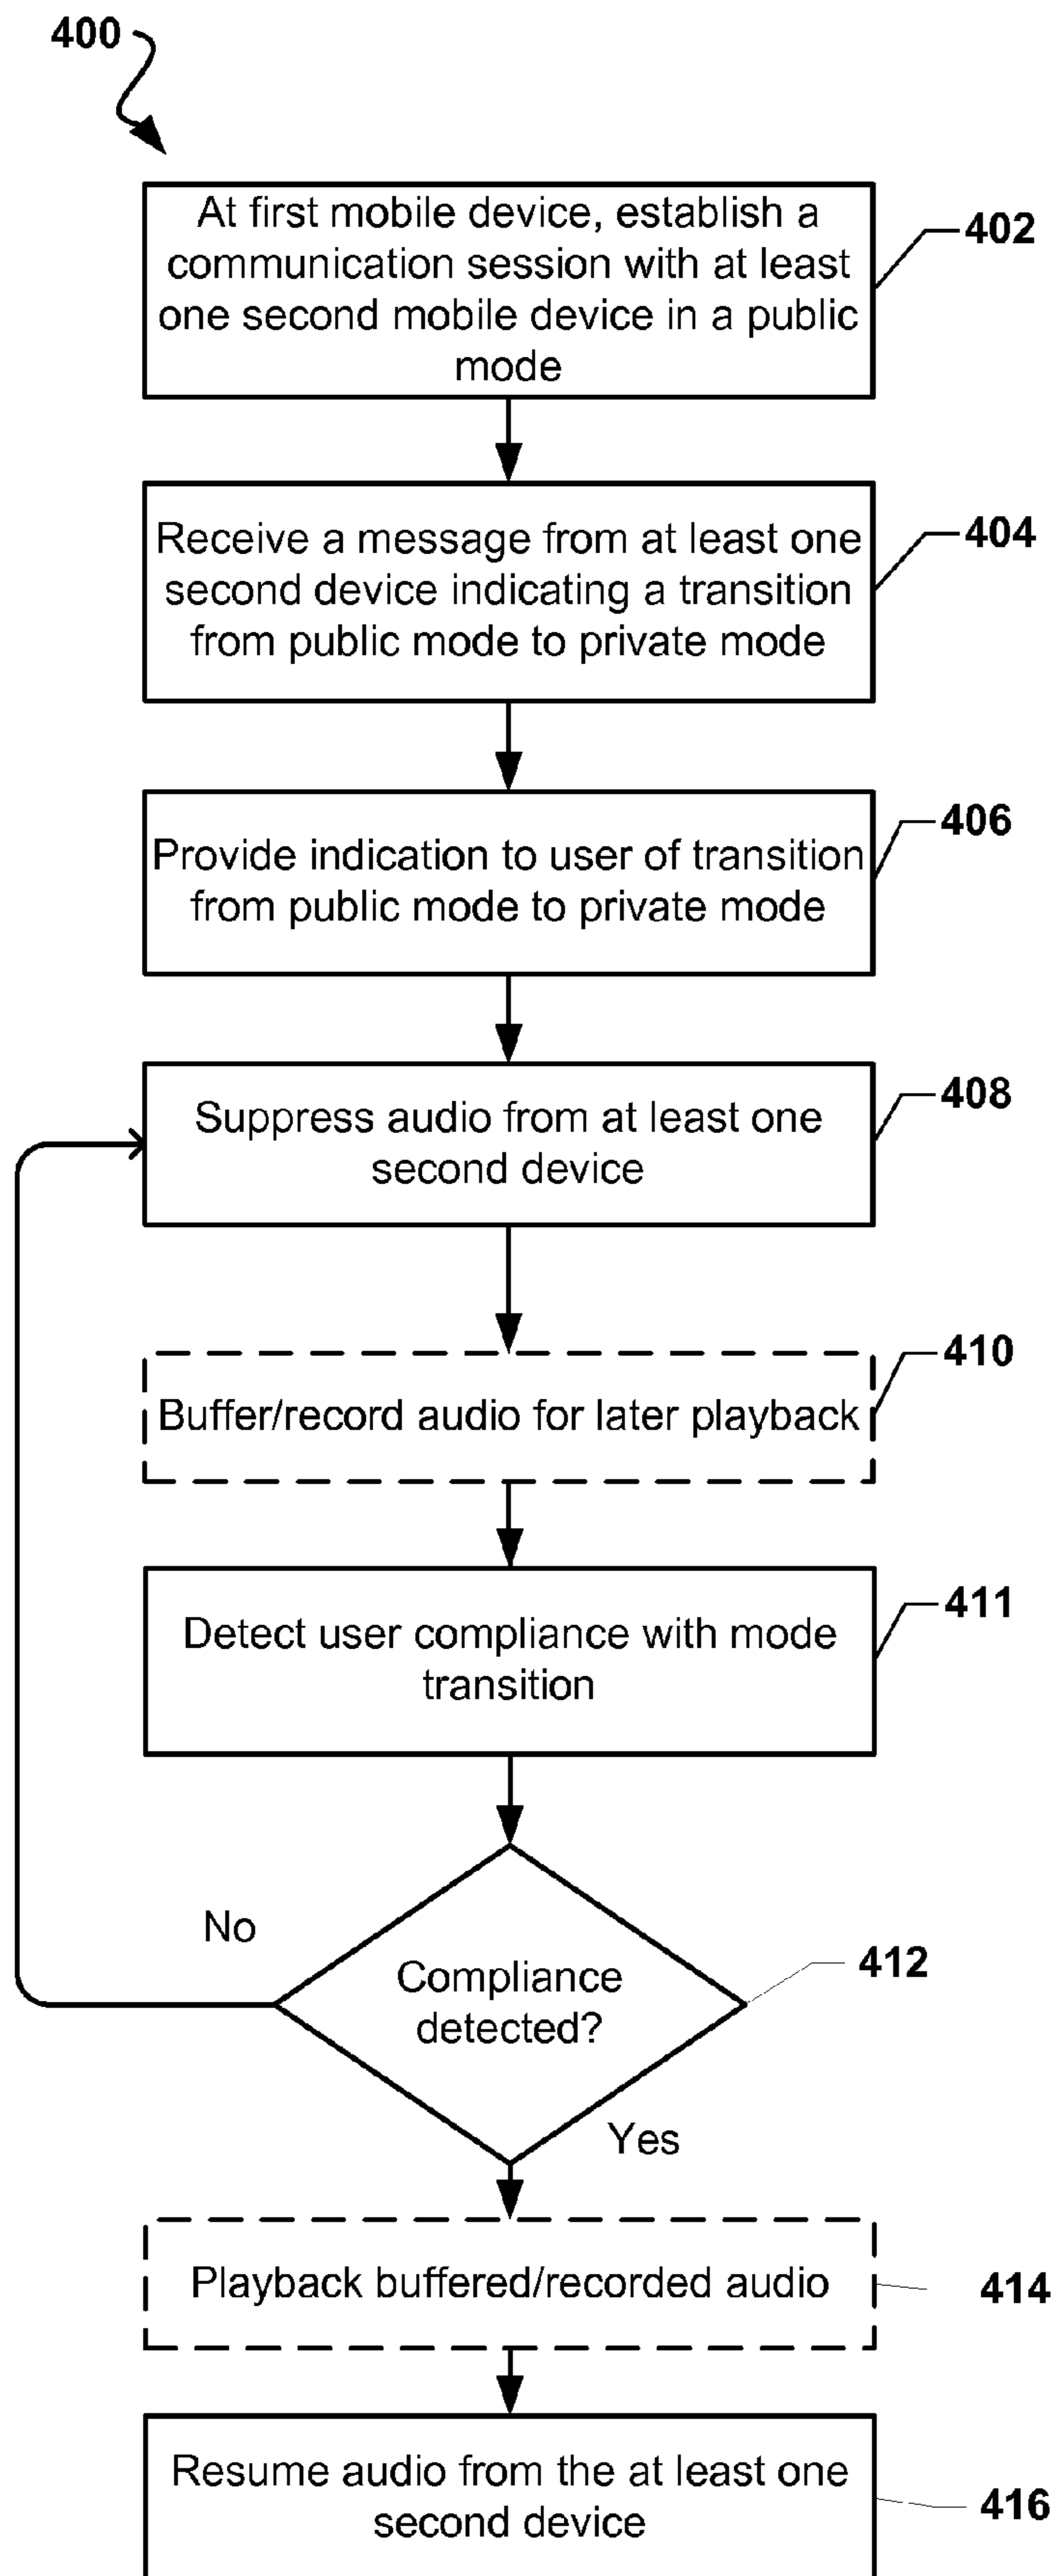 400
At first mobile device, establish a
communication session with at least
one second mobile device in a public
mode
402
Receive a message from at least one
second device indicating a transition
from public mode to private mode
404
Provide indication to user of transition
from public mode to private mode
406
Suppress audio from at least one
second device
408
Buffer/record audio for later playback
410
Detect user compliance with mode
transition
411
No
Compliance
detected?
412
Yes
Playback buffered/recorded audio
414
Resume audio from the at least one
second device
416